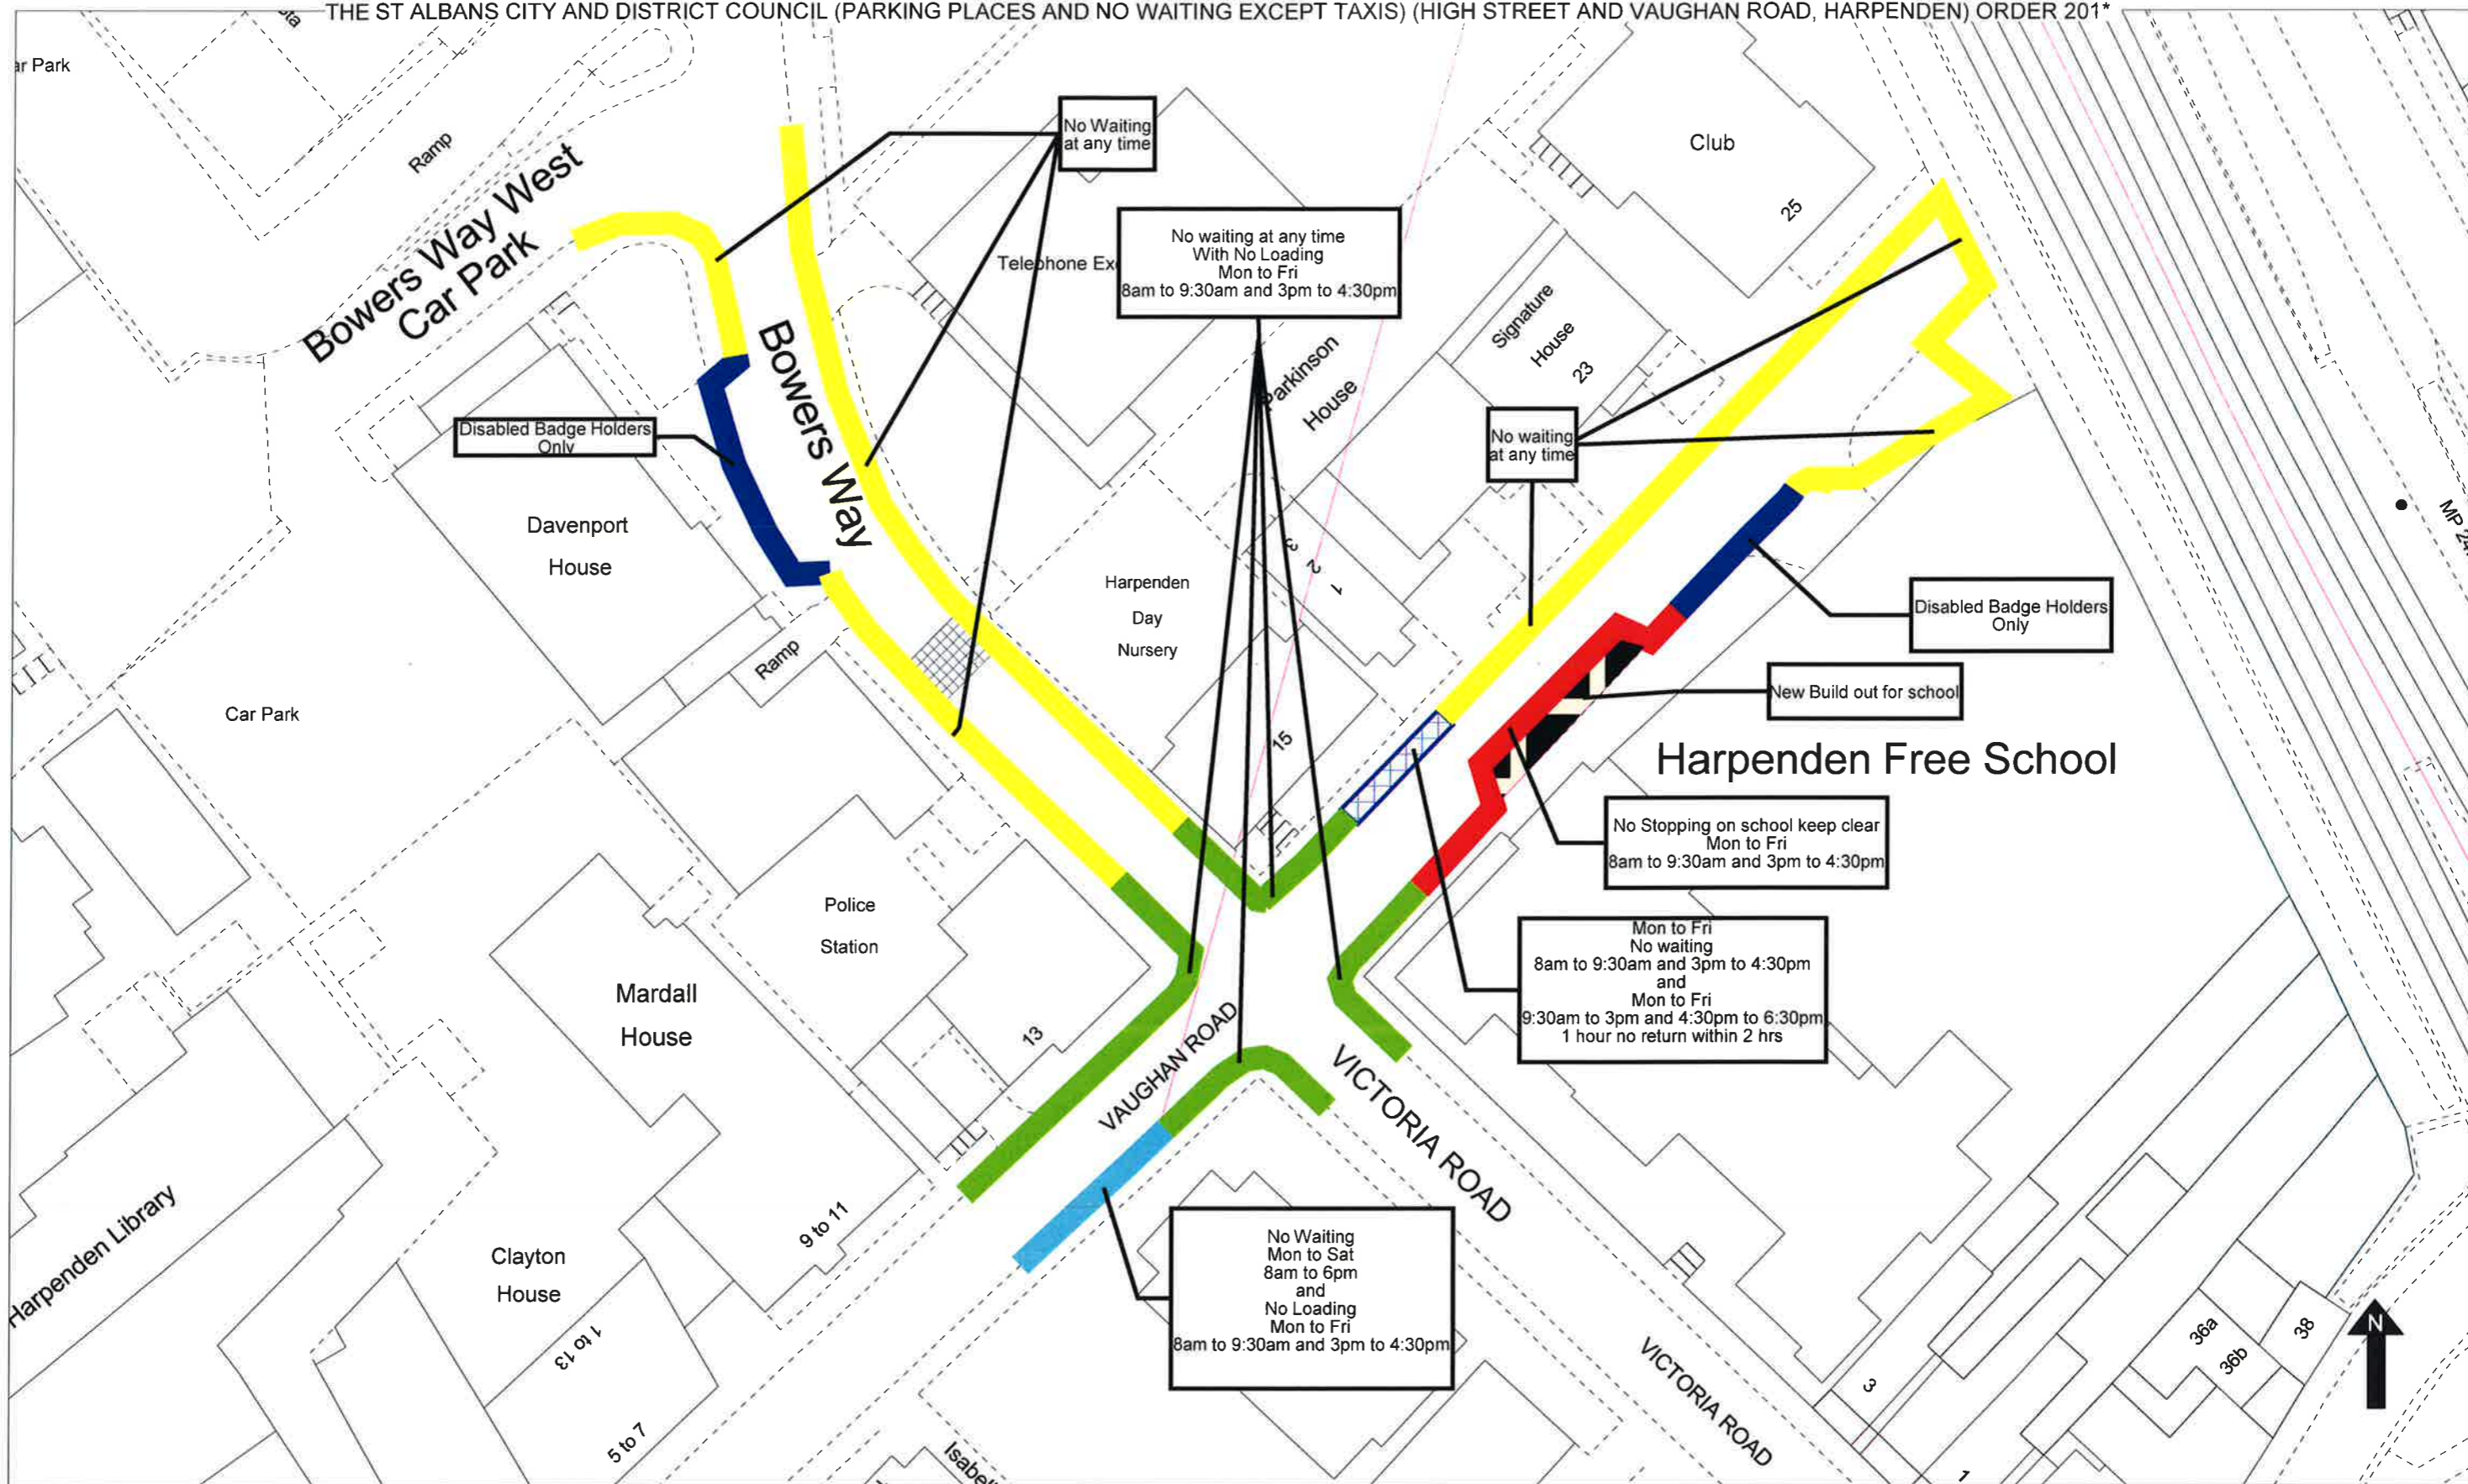 THE ST ALBANS CITY AND DISTRICT COUNCIL (PARKING PLACES AND NO WAITING EXCEPT TAXIS) (HIGH STREET AND VAUGHAN ROAD, HARPENDEN) ORDER 201*
ar Park
Ramp
Bowers Way West
Car Park
No Waiting
at any time
Club
25
No waiting at any time
With No Loading
Mon to Fri
8am to 9:30am and 3pm to 4:30pm
Telephone Ex
Bowers Way
Parkinson
House
Signature
House
23
Disabled Badge Holders
Only
No waiting
at any time
Davenport
House
3
2
1
Harpenden
Day
Nursery
Ramp
Disabled Badge Holders
Only
New Build out for school
Car Park
15
Harpenden Free School
No Stopping on school keep clear
Mon to Fri
8am to 9:30am and 3pm to 4:30pm
Police
Station
Mon to Fri
No waiting
8am to 9:30am and 3pm to 4:30pm
and
Mon to Fri
9:30am to 3pm and 4:30pm to 6:30pm
1 hour no return within 2 hrs
Mardall
House
13
VAUGHAN ROAD
VICTORIA ROAD
Harpenden Library
Clayton
House
9 to 11
1 to 13
5 to 7
No Waiting
Mon to Sat
8am to 6pm
and
No Loading
Mon to Fri
8am to 9:30am and 3pm to 4:30pm
VICTORIA ROAD
3
1
36a
36b
38
N